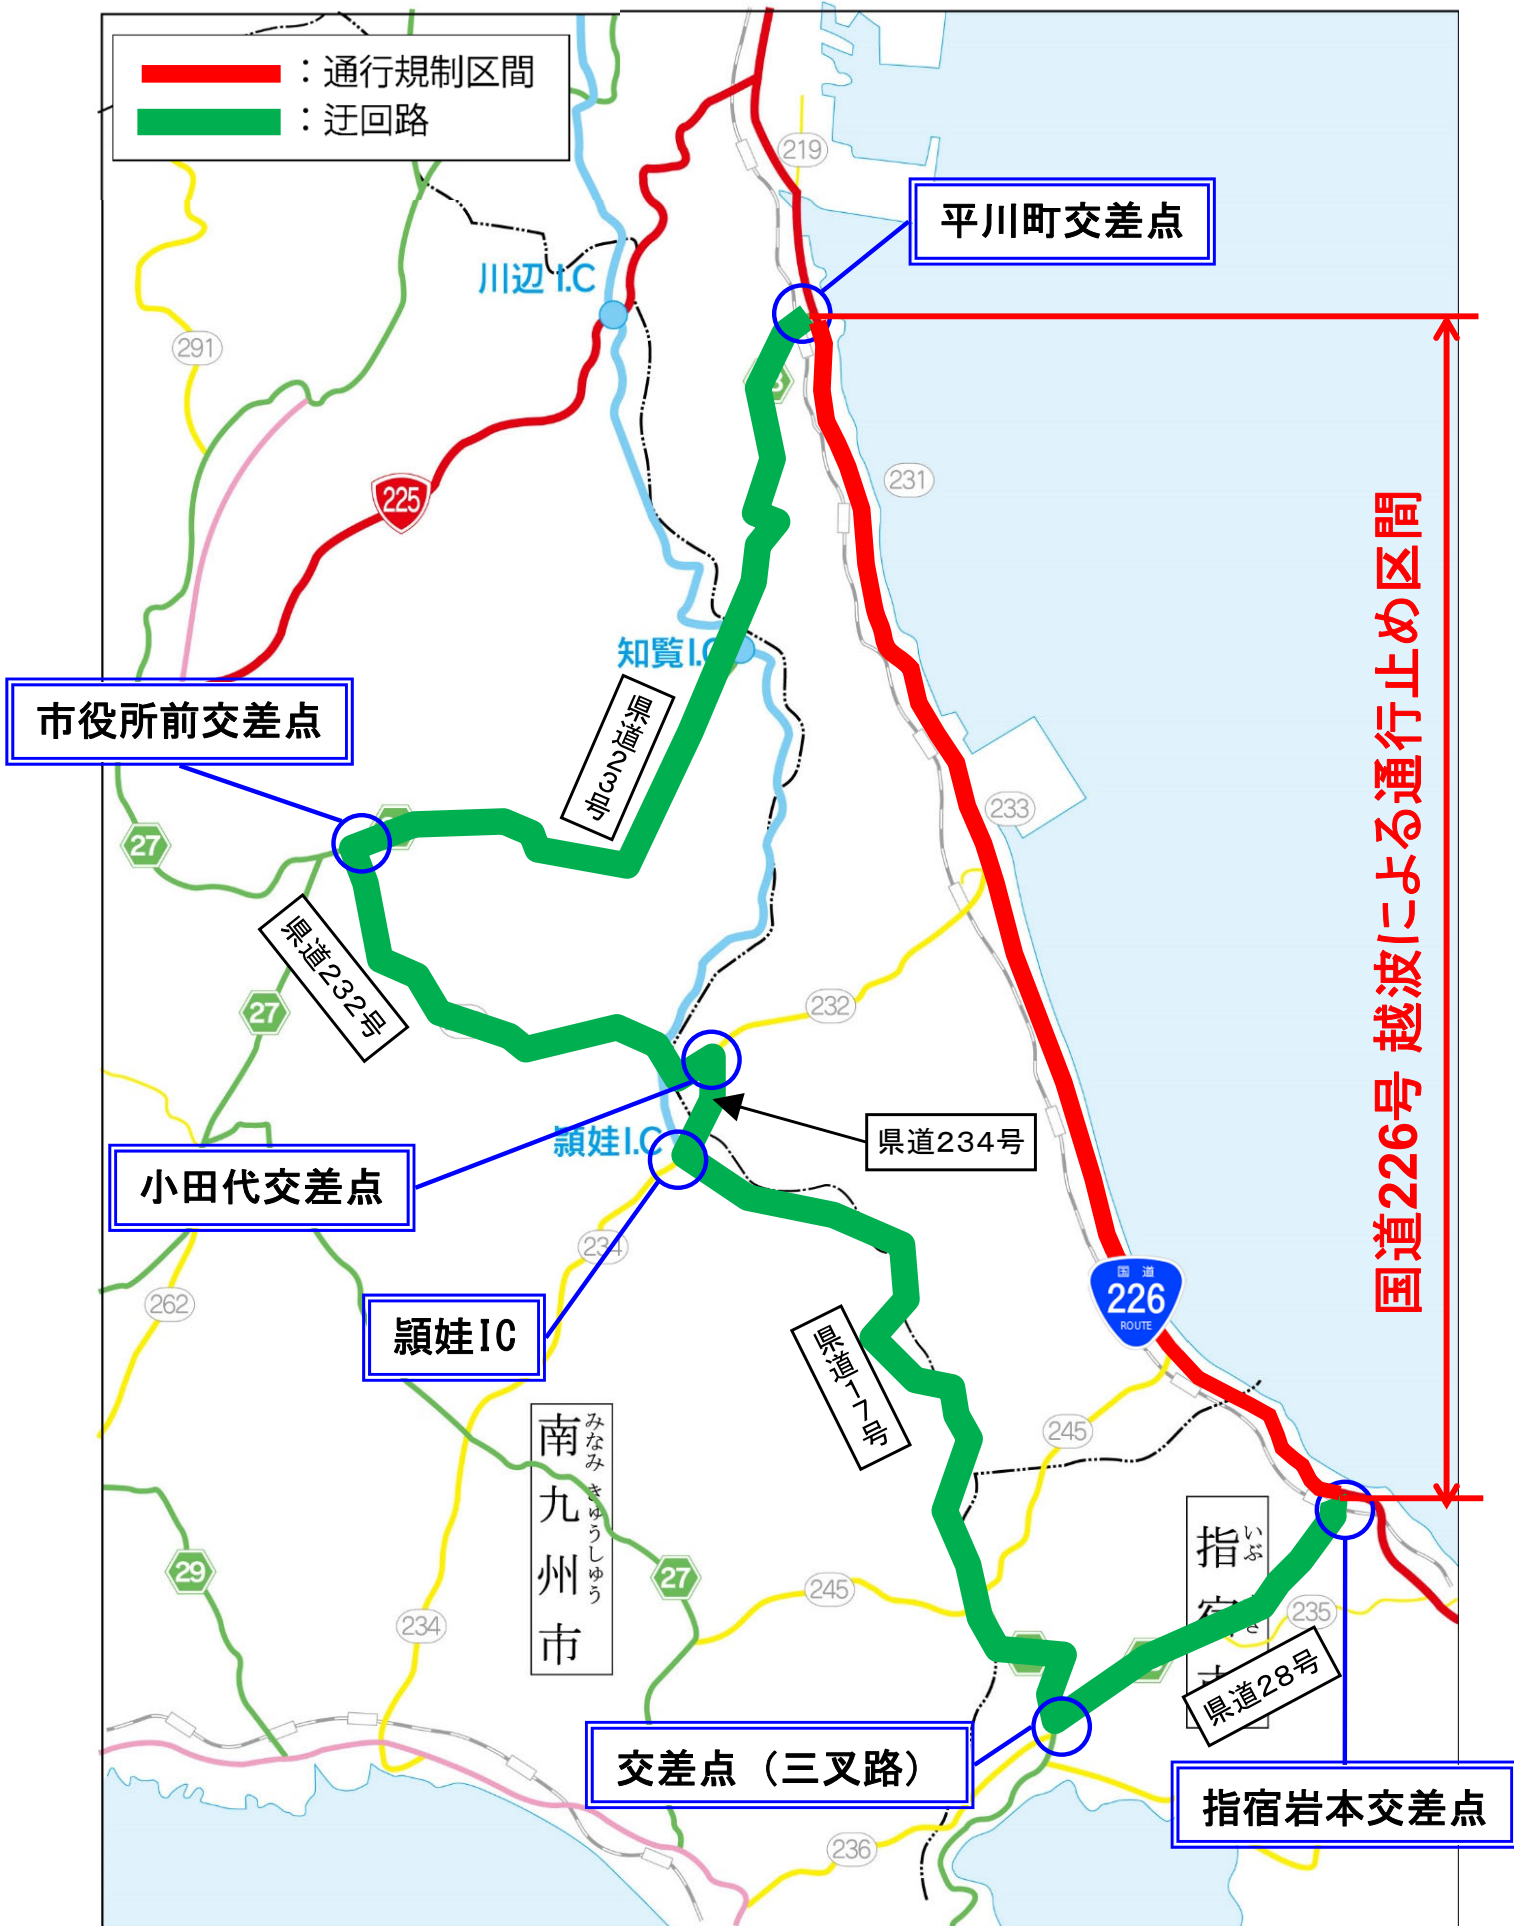 ：通行規制区間
：迂回路
219
平川町交差点
川辺 I.C
291
231
225
国道226号 越波による通行止め区間
知覧I.C
県道23号
市役所前交差点
233
27
県道232号
27
232
県道234号
頴娃I.C
小田代交差点
234
262
国道
226
ROUTE
頴娃IC
県道17号
南九州市
みなみ きゅうしゅう
245
指宿
いぶ
29
27
245
235
234
県道28号
交差点（三叉路）
指宿岩本交差点
236